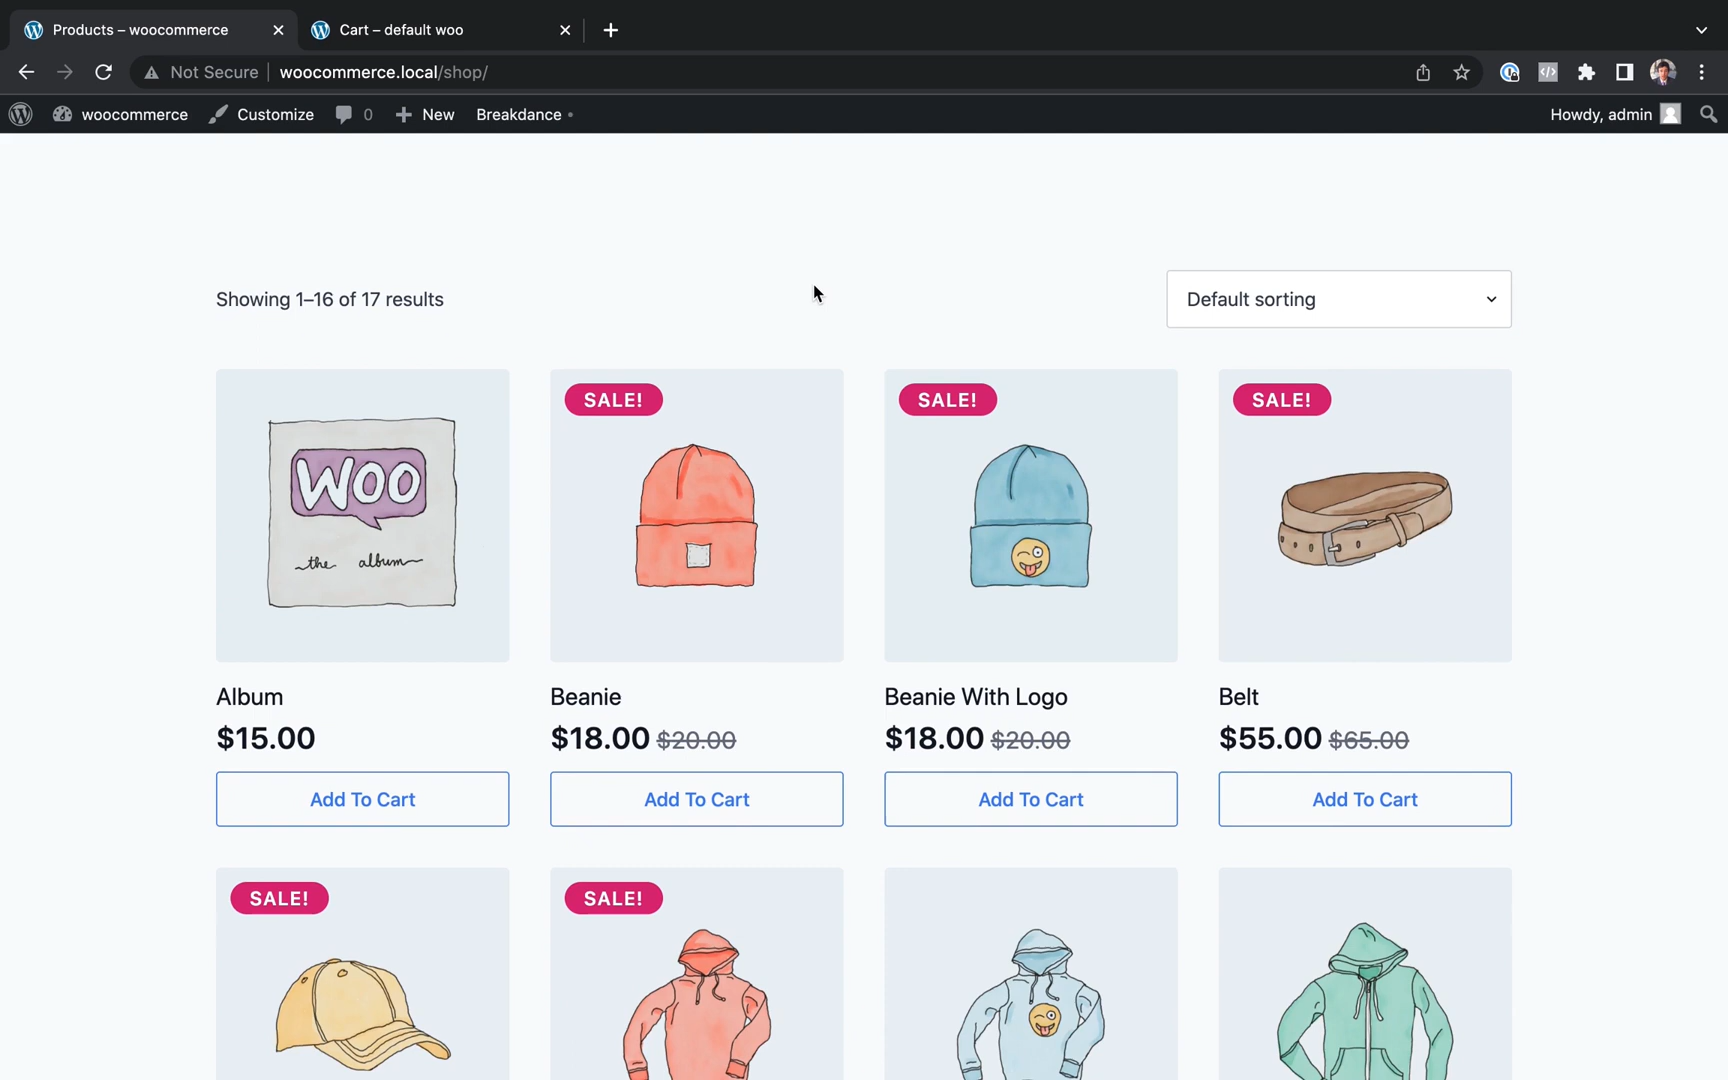 Products – woocommerce
Cart – default woo
Not Secure
woocommerce.local/shop/
woocommerce
Customize
0
New
Breakdance
Howdy, admin
Showing 1–16 of 17 results
Default sorting
WOO
the album
SALE!
SALE!
SALE!
Album
Beanie
Beanie With Logo
Belt
$15.00
$18.00 $20.00
$18.00 $20.00
$55.00 $65.00
Add To Cart
Add To Cart
Add To Cart
Add To Cart
SALE!
SALE!